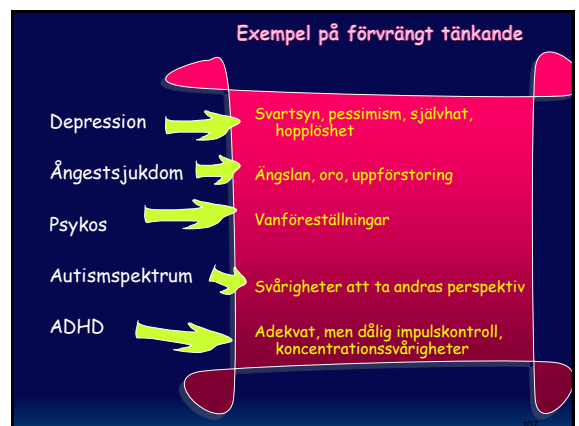 Exempel på förvrängt tänkande
Depression
Svartsyn, pessimism, självhat,
hopplöshet
Ångestsjukdom
Ängslan, oro, uppförstoring
Psykos
Vanföreställningar
Autismspektrum
Svårigheter att ta andras perspektiv
ADHD
Adekvat, men dålig impulskontroll,
koncentrationssvårigheter
107